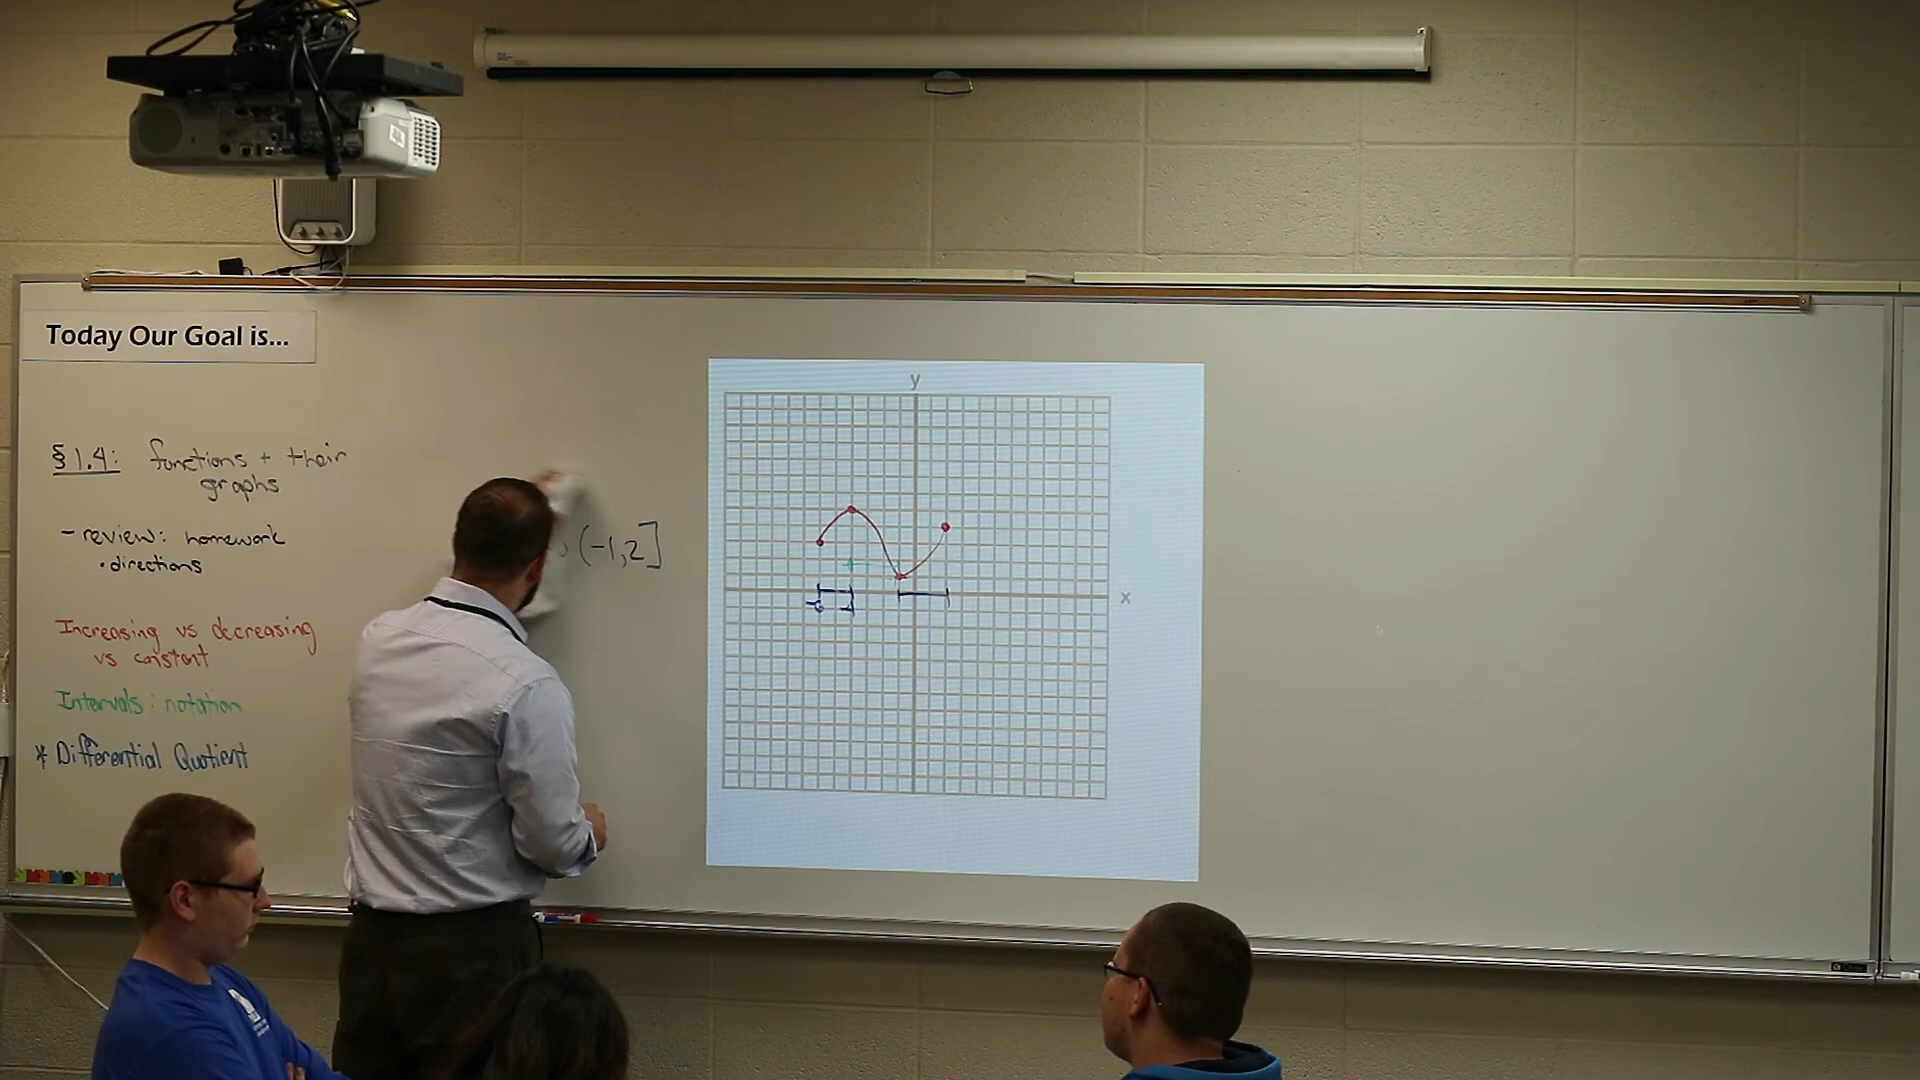 Today Our Goal is...
§1.4: functions + their
graphs
- review: homework
• directions
Increasing vs decreasing
vs constant
Intervals: notation
* Differential Quotient
(-1,2]
y
x
-6